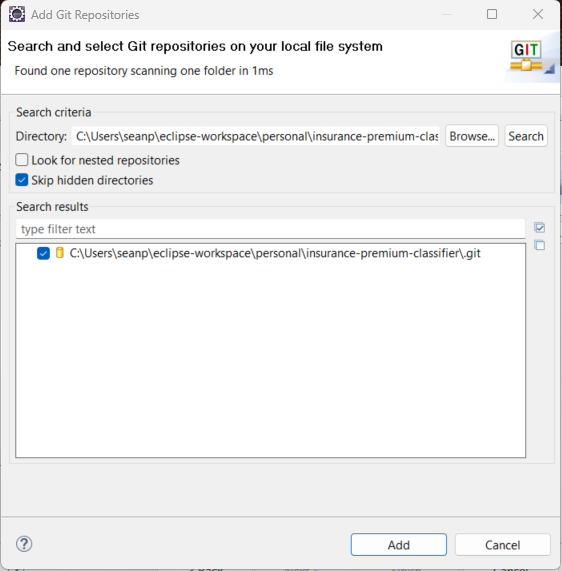 Add Git Repositories
Search and select Git repositories on your local file system
Found one repository scanning one folder in 1ms
GIT
Search criteria
Directory: C:\Users\seanp\eclipse-workspace\personal\insurance-premium-clas Browse... Search
Look for nested repositories
Skip hidden directories
Search results
type filter text
C:\Users\seanp\eclipse-workspace\personal\insurance-premium-classifier\.git
? Add Cancel